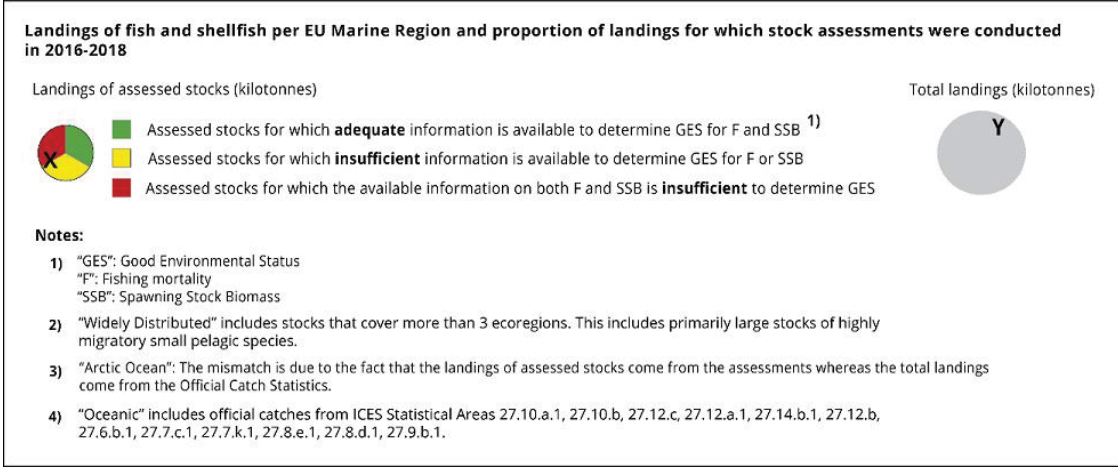 Landings of fish and shellfish per EU Marine Region and proportion of landings for which stock assessments were conducted
in 2016-2018
Landings of assessed stocks (kilotonnes)
Total landings (kilotonnes)
X
Y
Assessed stocks for which adequate information is available to determine GES for F and SSB 1)
Assessed stocks for which insufficient information is available to determine GES for F or SSB
Assessed stocks for which the available information on both F and SSB is insufficient to determine GES
Notes:
1) “GES”: Good Environmental Status
“F”: Fishing mortality
“SSB”: Spawning Stock Biomass
2) “Widely Distributed” includes stocks that cover more than 3 ecoregions. This includes primarily large stocks of highly
migratory small pelagic species.
3) “Arctic Ocean”: The mismatch is due to the fact that the landings of assessed stocks come from the assessments whereas the total landings
come from the Official Catch Statistics.
4) “Oceanic” includes official catches from ICES Statistical Areas 27.10.a.1, 27.10.b, 27.12.c, 27.12.a.1, 27.14.b.1, 27.12.b,
27.6.b.1, 27.7.c.1, 27.7.k.1, 27.8.e.1, 27.8.d.1, 27.9.b.1.